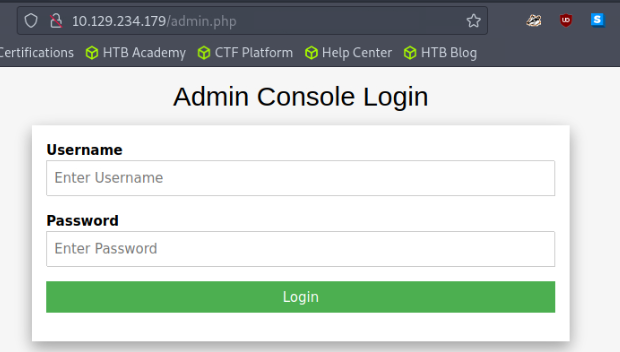 10.129.234.179/admin.php
Certifications HTB Academy CTF Platform Help Center HTB Blog
Admin Console Login
Username
Enter Username
Password
Enter Password
Login